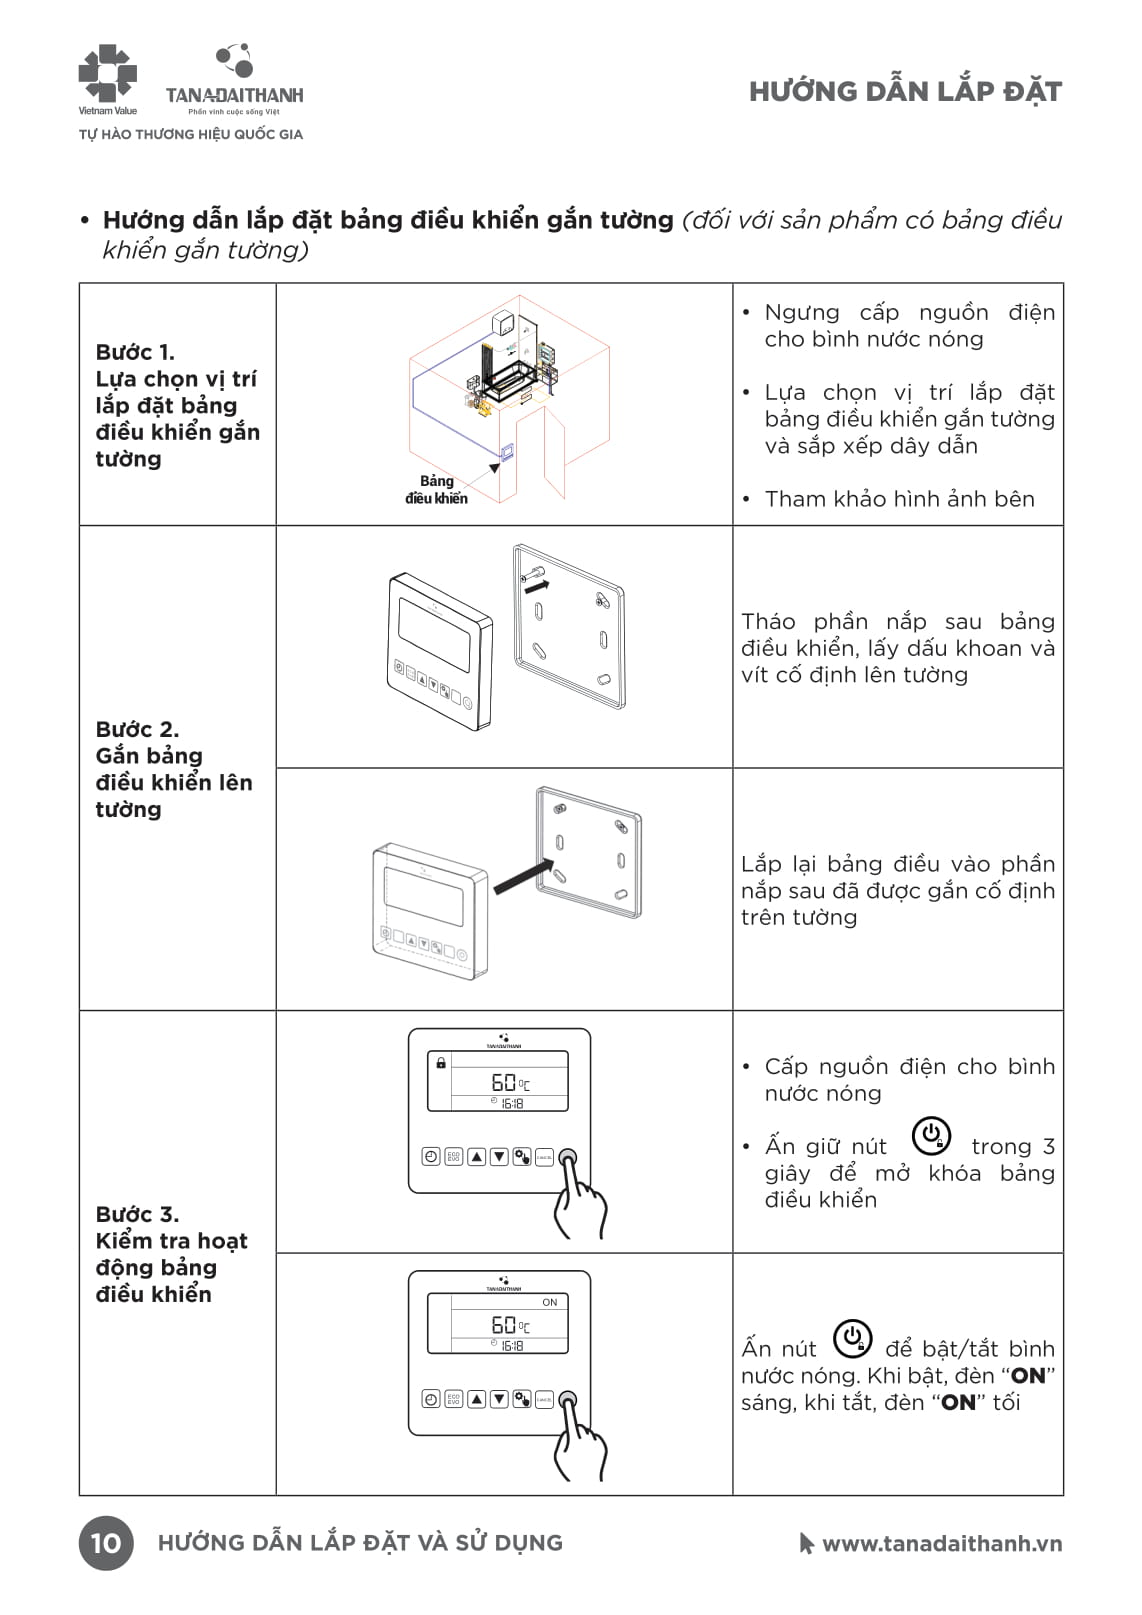 Vietnam Value
TANADAITHANH
Phồn vinh cuộc sống Việt
TỰ HÀO THƯƠNG HIỆU QUỐC GIA
HƯỚNG DẪN LẮP ĐẶT
• Hướng dẫn lắp đặt bảng điều khiển gắn tường (đối với sản phẩm có bảng điều
khiển gắn tường)
Bước 1.
Lựa chọn vị trí
lắp đặt bảng
điều khiển gắn
tường
Bảng
điều khiển
• Ngưng cấp nguồn điện
cho bình nước nóng
• Lựa chọn vị trí lắp đặt
bảng điều khiển gắn tường
và sắp xếp dây dẫn
• Tham khảo hình ảnh bên
Bước 2.
Gắn bảng
điều khiển lên
tường
Tháo phần nắp sau bảng
điều khiển, lấy dấu khoan và
vít cố định lên tường
Lắp lại bảng điều vào phần
nắp sau đã được gắn cố định
trên tường
Bước 3.
Kiểm tra hoạt
động bảng
điều khiển
TANADAITHANH
60°C
16:18
ECO
EVO
CANCEL
• Cấp nguồn điện cho bình
nước nóng
• Ấn giữ nút trong 3
giây để mở khóa bảng
điều khiển
TANADAITHANH
ON
60°C
16:18
ECO
EVO
CANCEL
Ấn nút để bật/tắt bình
nước nóng. Khi bật, đèn “ON”
sáng, khi tắt, đèn “ON” tối
10
HƯỚNG DẪN LẮP ĐẶT VÀ SỬ DỤNG
www.tanadaithanh.vn